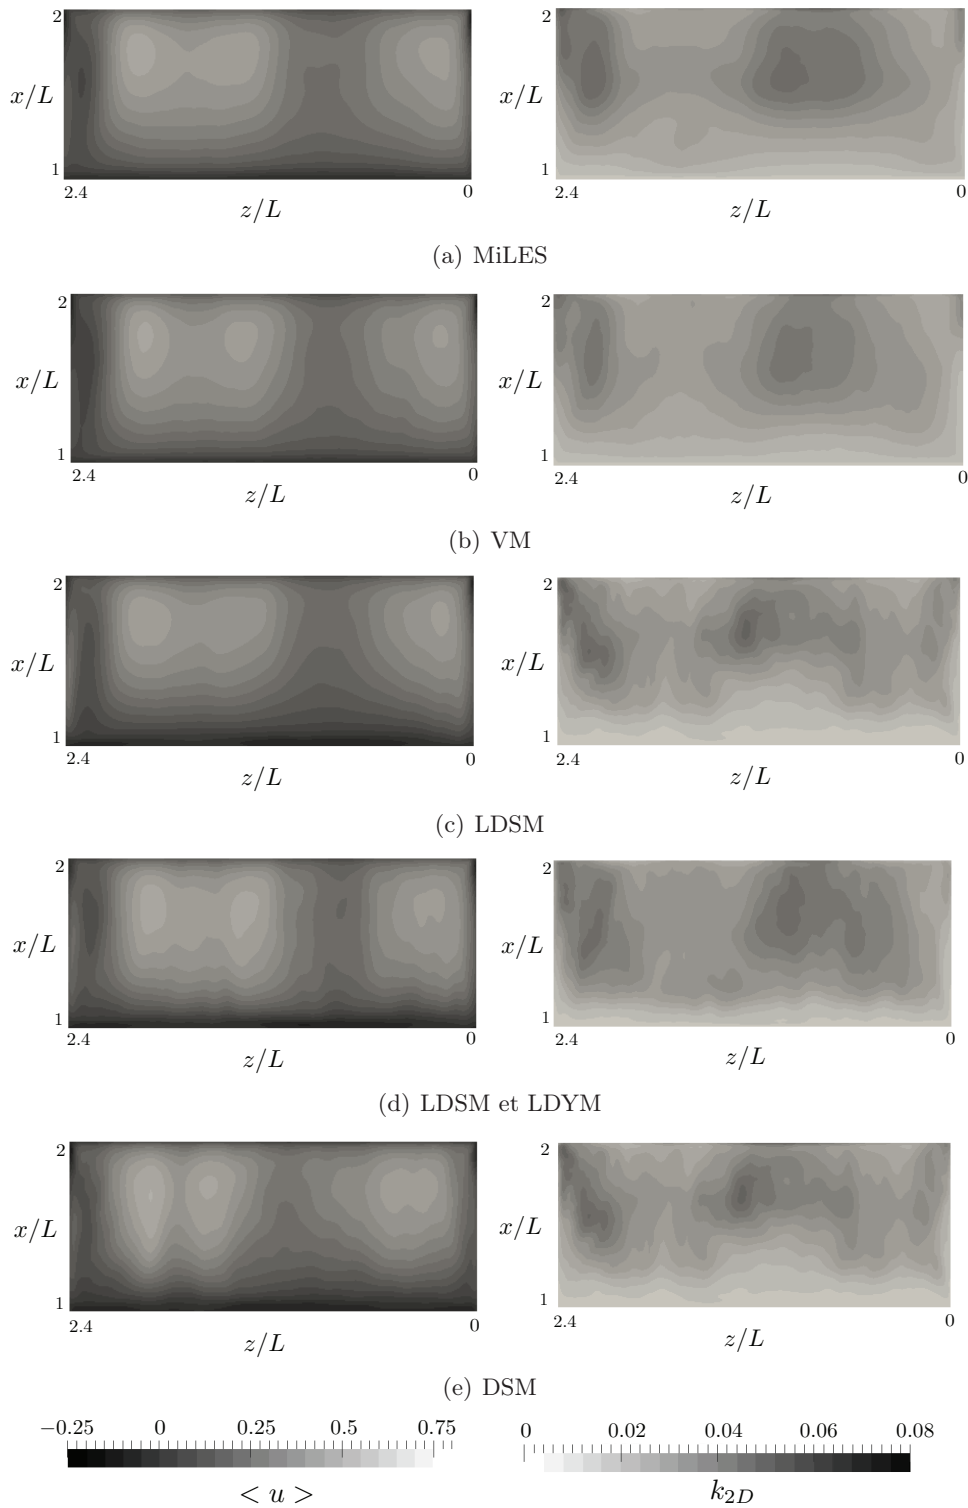 2 2
x/L x/L
1 1
2.4 0 2.4 0
z/L z/L
(a) MiLES
2 2
x/L x/L
1 1
2.4 0 2.4 0
z/L z/L
(b) VM
2 2
x/L x/L
1 1
2.4 0 2.4 0
z/L z/L
(c) LDSM
2 2
x/L x/L
1 1
2.4 0 2.4 0
z/L z/L
(d) LDSM et LDYM
2 2
x/L x/L
1 1
2.4 0 2.4 0
z/L z/L
(e) DSM
−0.25 0 0.25 0.5 0.75 0 0.02 0.04 0.06 0.08
< u > k2D